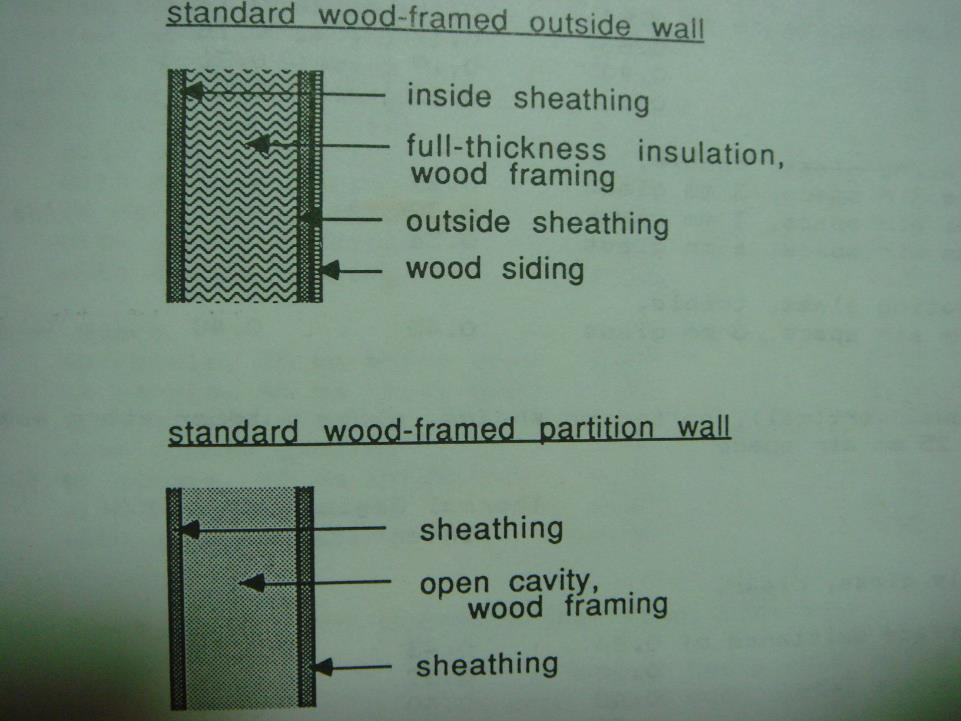 standard wood-framed outside wall
inside sheathing
full-thickness insulation,
wood framing
outside sheathing
wood siding
standard wood-framed partition wall
sheathing
open cavity,
wood framing
sheathing